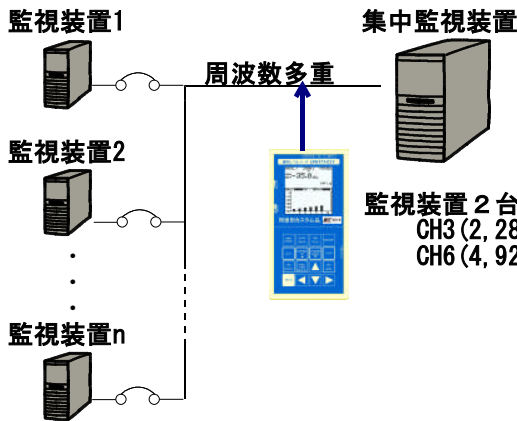 監視装置1
集中監視装置
周波数多重
監視装置2
監視装置２台
CH3(2,28
CH6(4,92
監視装置n